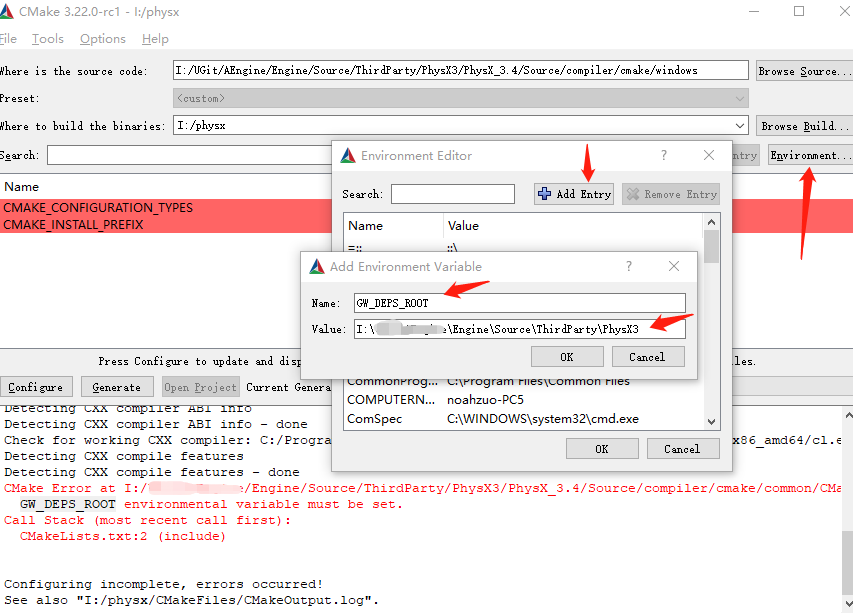 CMake 3.22.0-rc1 - I:/physx
File Tools Options Help
Where is the source code: I:/UGit/AEngine/Engine/Source/ThirdParty/PhysX3/PhysX_3.4/Source/compiler/cmake/windows Browse Source...
Preset: <custom>
Where to build the binaries: I:/physx Browse Build...
Search: Environment...
Environment Editor
Search: Add Entry Remove Entry
Name
CMAKE_CONFIGURATION_TYPES
CMAKE_INSTALL_PREFIX
Name Value
=:: ::\
Add Environment Variable
Name: GW_DEPS_ROOT
Value: I:\ \Engine\Source\ThirdParty\PhysX3
OK Cancel
CommonProg... C:\Program Files\Common Files
COMPUTERN... noahzuo-PC5
ComSpec C:\WINDOWS\system32\cmd.exe
OK Cancel
Press Configure to update and
Configure Generate Open Project Current
Detecting CXX compiler ABI info
Detecting CXX compiler ABI info - done
Check for working CXX compiler: C:/Progra x86_amd64/cl.e
Detecting CXX compile features
Detecting CXX compile features - done
CMake Error at I:/ /Engine/Source/ThirdParty/PhysX3/PhysX_3.4/Source/compiler/cmake/common/CMa
GW_DEPS_ROOT environmental variable must be set.
Call Stack (most recent call first):
CMakeLists.txt:2 (include)
Configuring incomplete, errors occurred!
See also "I:/physx/CMakeFiles/CMakeOutput.log".